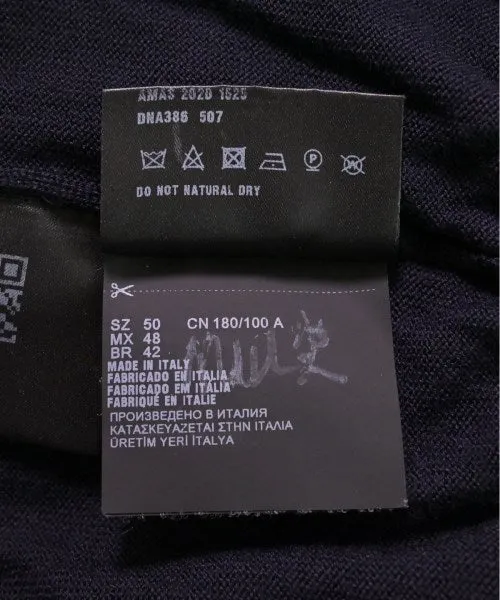 AMAS 2020 1525
DNA386 507
DO NOT NATURAL DRY
SZ 50 CN 180/100 A
MX 48
BR 42
MADE IN ITALY
FABRICADO EN ITALIA
FABRICADO EM ITALIA
FABRIQUÉ EN ITALIE
ПРОИЗВЕДЕНО В ИТАЛИЯ
ΚΑΤΑΣΚΕΥΑΖΕΤΑΙ ΣΤΗΝ ΙΤΑΛΙΑ
ÜRETİM YERİ İTALYA